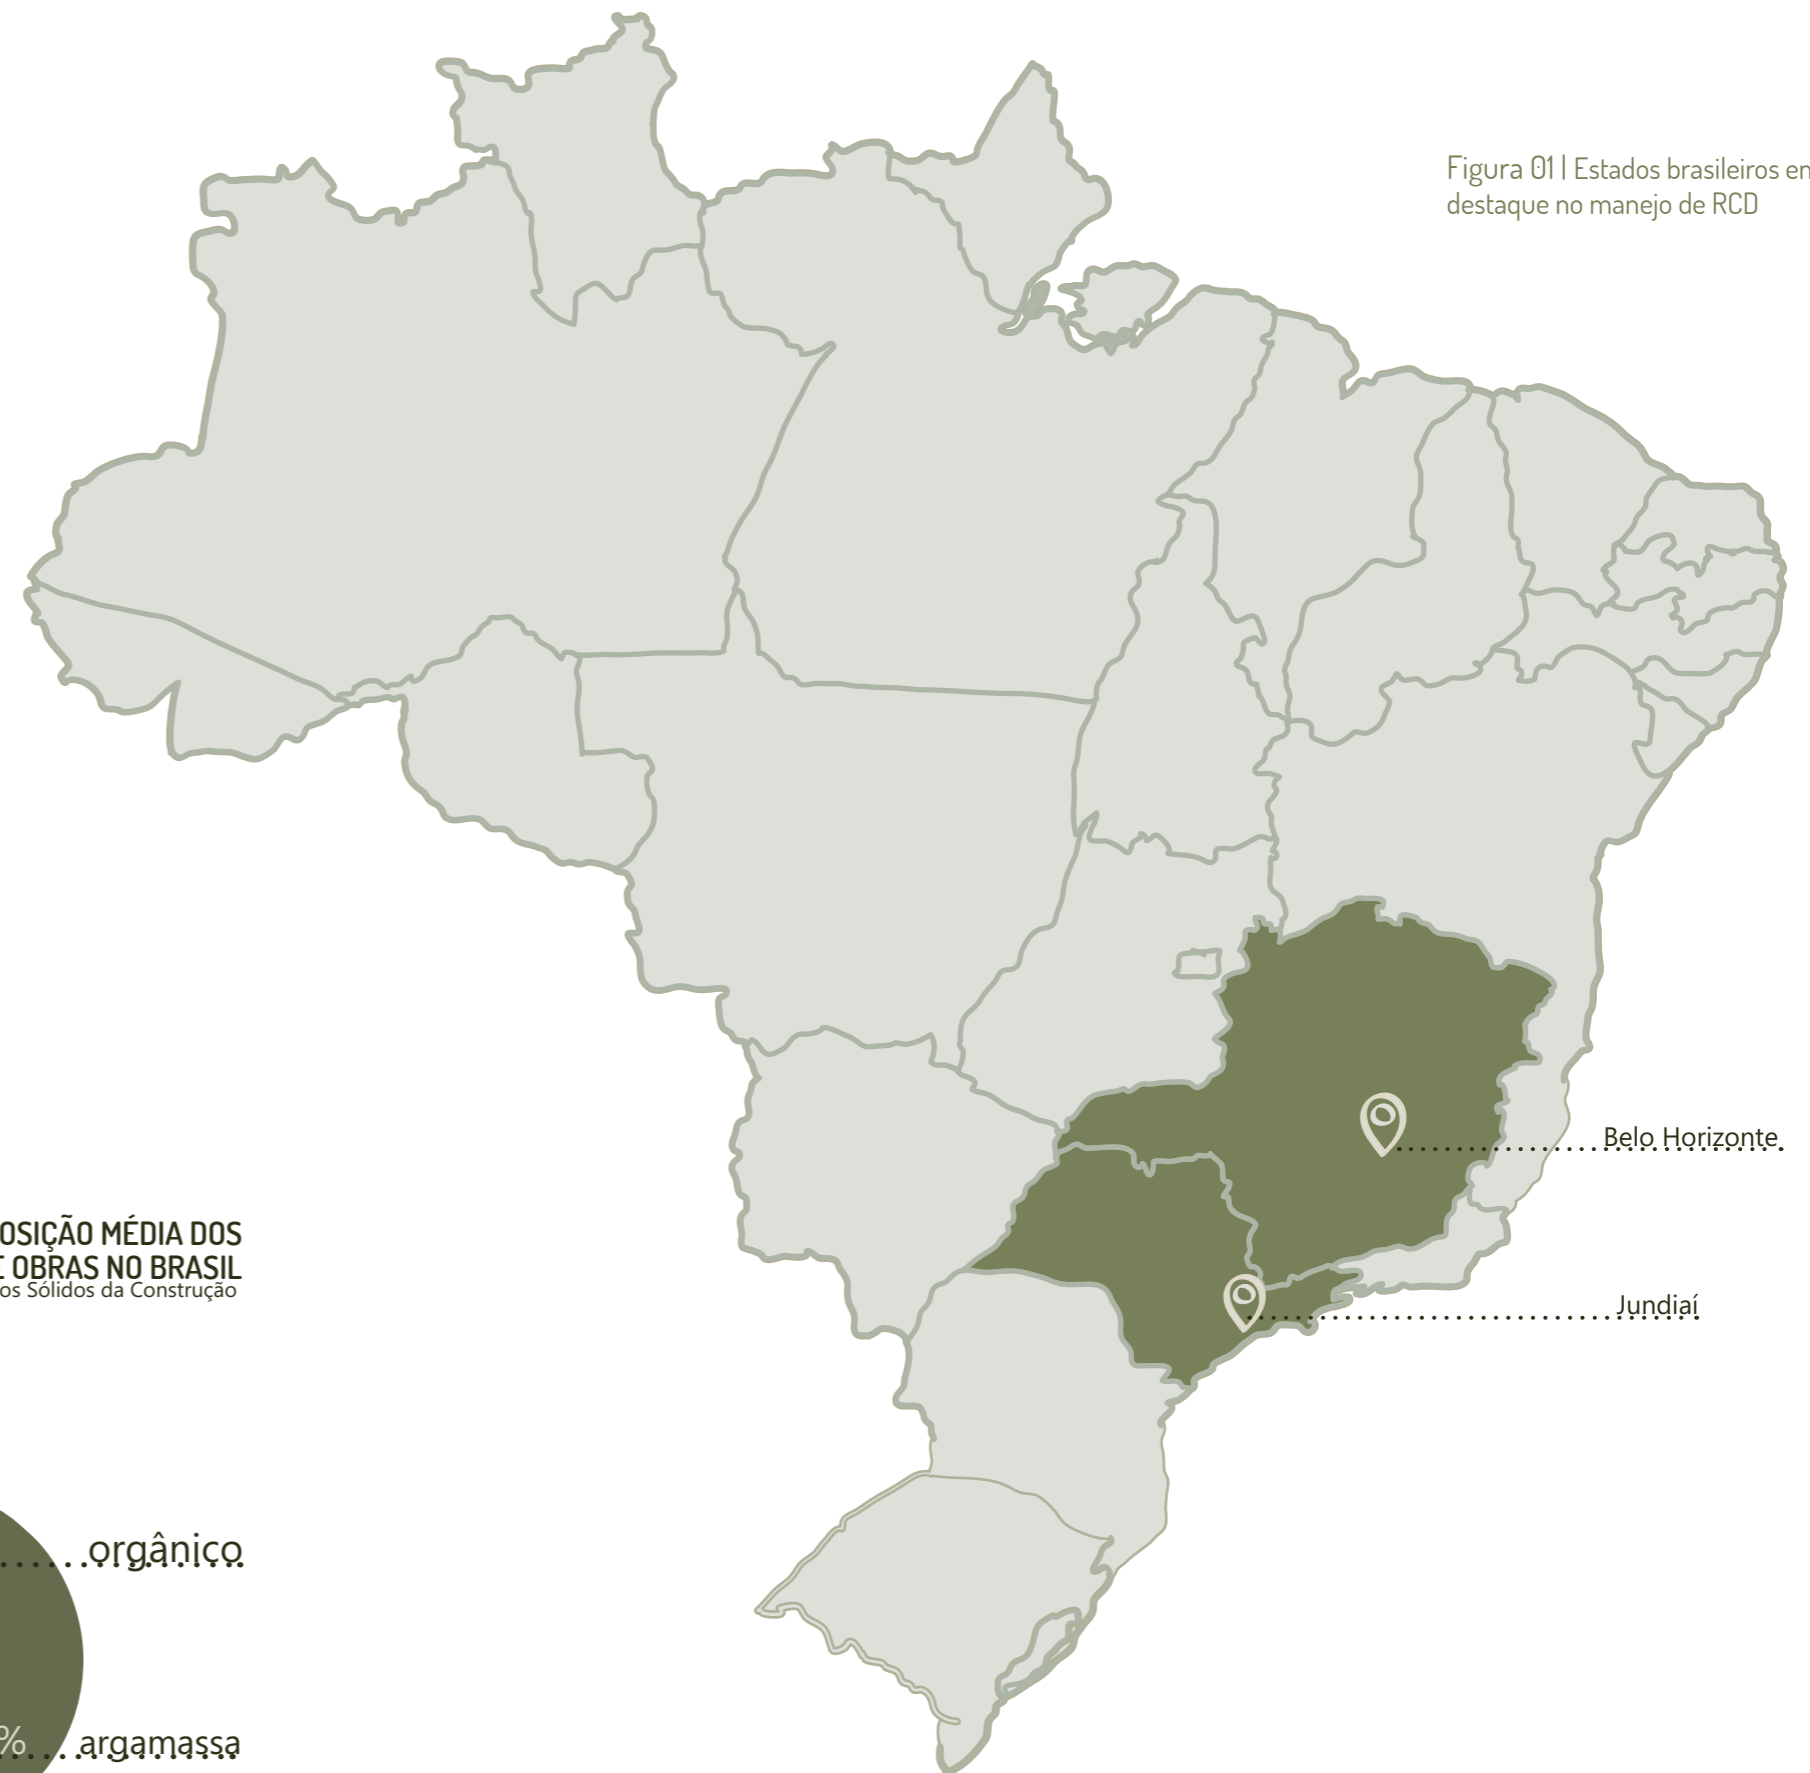 Figura 01 | Estados brasileiros em
destaque no manejo de RCD
Belo Horizonte
Jundiaí
OSIÇÃO MÉDIA DOS
E OBRAS NO BRASIL
os Sólidos da Construção
orgânico
% argamassa